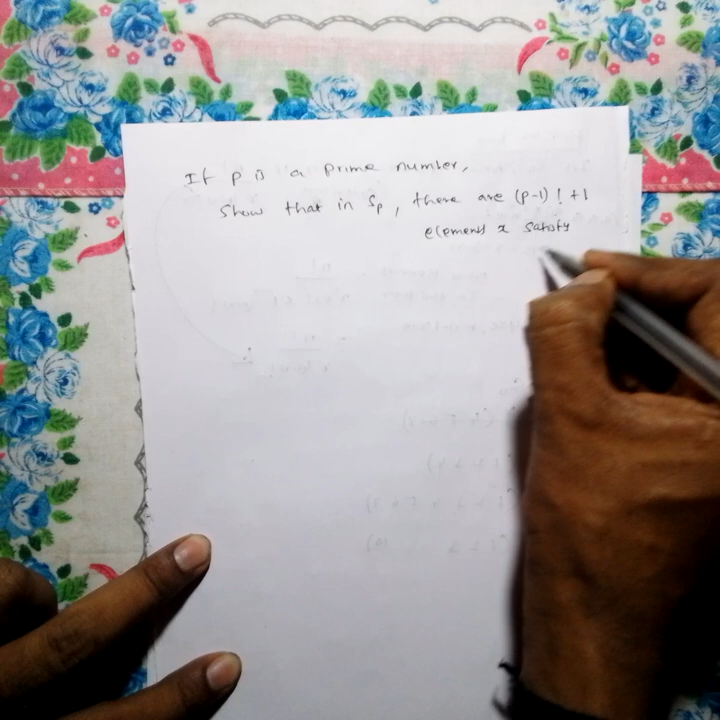 If p is a prime number,
Show that in Sp, there are (p-1)! +1
elements x satisfy